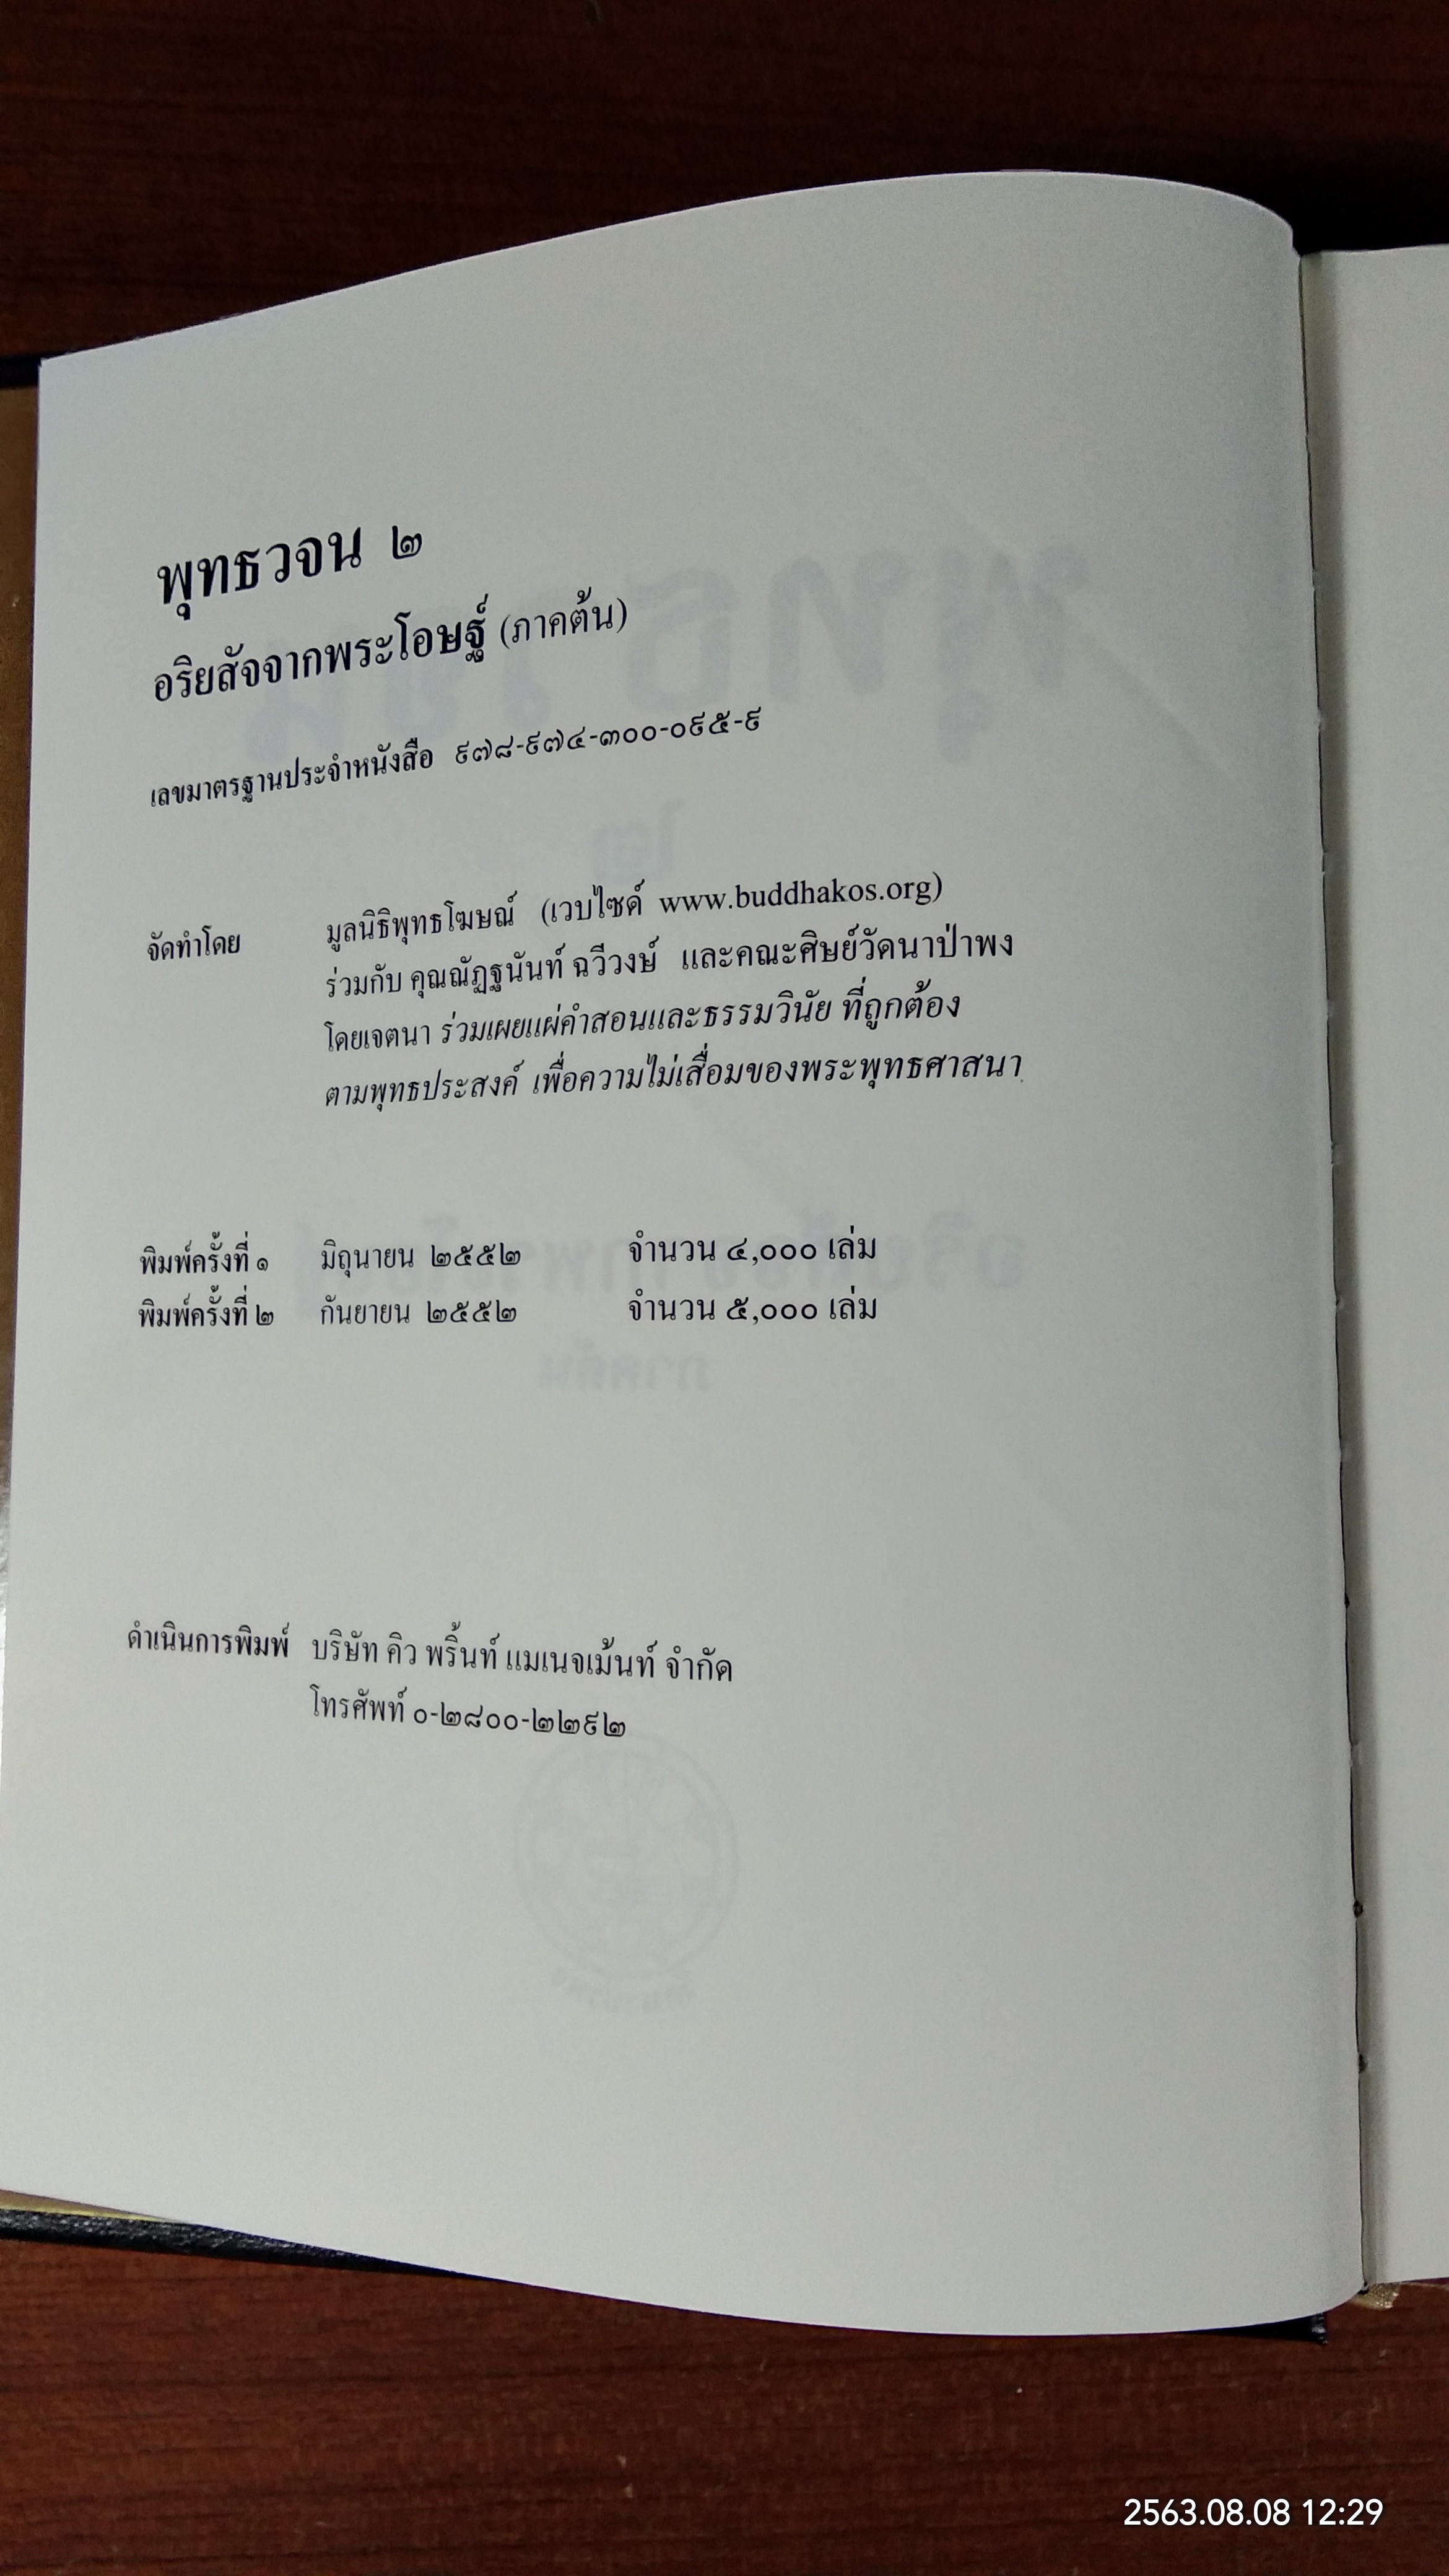 พุทธวจน ๒
อริยสัจจากพระโอษฐ์ (ภาคต้น)
เลขมาตรฐานประจำหนังสือ ๙๗๘-๙๗๔-๓๐๐-๐๙๕-๙
จัดทำโดย มูลนิธิพุทธโฆษณ์ (เวบไซด์ www.buddhakos.org)
ร่วมกับ คุณณัฏฐนันท์ ฉวีวงษ์ และคณะศิษย์วัดนาป่าพง
โดยเจตนา ร่วมเผยแผ่คำสอนและธรรมวินัย ที่ถูกต้อง
ตามพุทธประสงค์ เพื่อความไม่เสื่อมของพระพุทธศาสนา
พิมพ์ครั้งที่ ๑ มิถุนายน ๒๕๕๒ จำนวน ๔,๐๐๐ เล่ม
พิมพ์ครั้งที่ ๒ กันยายน ๒๕๕๒ จำนวน ๕,๐๐๐ เล่ม
ดำเนินการพิมพ์ บริษัท คิว พริ้นท์ แมเนจเม้นท์ จำกัด
โทรศัพท์ ๐-๒๘๐๐-๒๒๙๒
2563.08.08 12:29